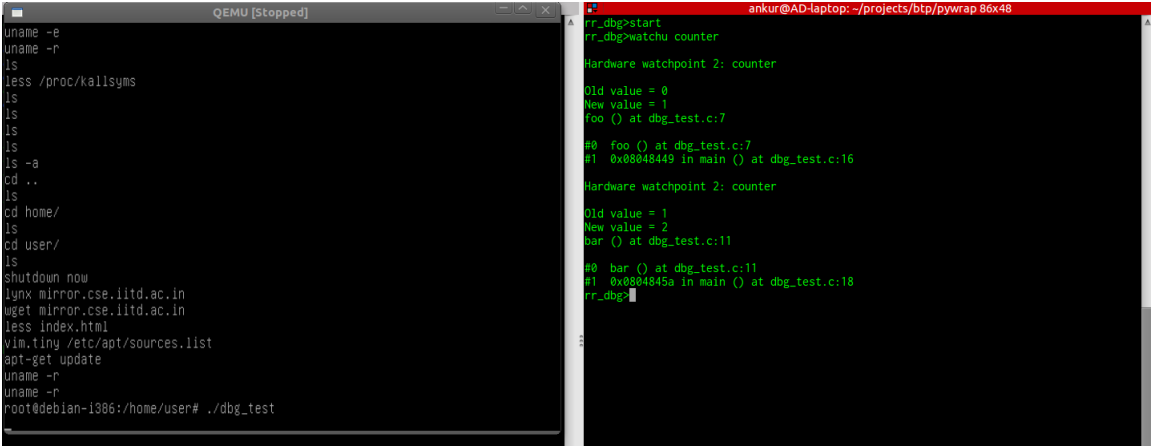 QEMU [Stopped]
uname -e
uname -r
ls
less /proc/kallsyms
ls
ls
ls
ls
ls -a
cd ..
ls
cd home/
ls
cd user/
ls
shutdown now
lynx mirror.cse.iitd.ac.in
wget mirror.cse.iitd.ac.in
less index.html
vim.tiny /etc/apt/sources.list
apt-get update
uname -r
uname -r
root@debian-i386:/home/user# ./dbg_test
ankur@AD-laptop: ~/projects/btp/pywrap 86x48
rr_dbg>start
rr_dbg>watchu counter
Hardware watchpoint 2: counter
Old value = 0
New value = 1
foo () at dbg_test.c:7
#0 foo () at dbg_test.c:7
#1 0x08048449 in main () at dbg_test.c:16
Hardware watchpoint 2: counter
Old value = 1
New value = 2
bar () at dbg_test.c:11
#0 bar () at dbg_test.c:11
#1 0x0804845a in main () at dbg_test.c:18
rr_dbg>